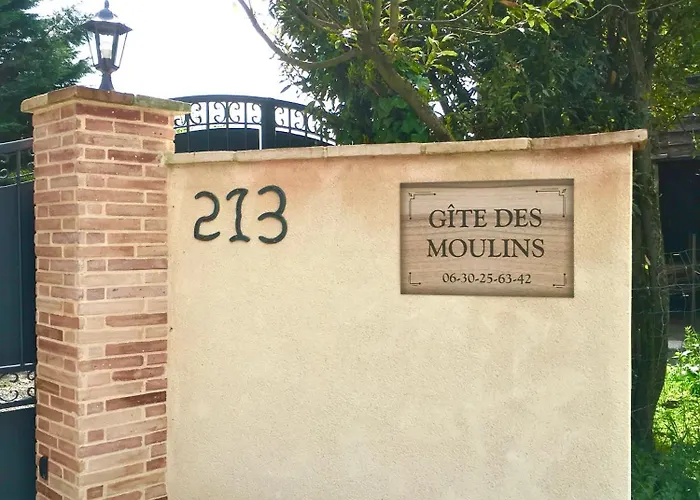 213
GÎTE DES
MOULINS
06-30-25-63-42